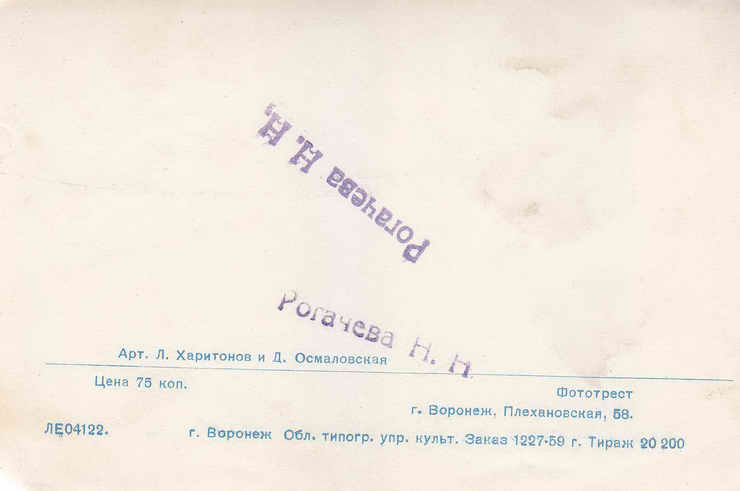 Рогачева Н. Н.
Рогачева Н. Н
Арт. Л. Харитонов и Д. Осмаловская
Цена 75 коп.
Фототрест
г. Воронеж, Плехановская, 58.
ЛЕ04122.
г. Воронеж Обл. типогр. упр. культ. Заказ 1227-59 г. Тираж 20 200